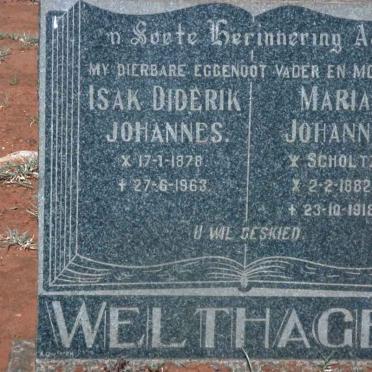 'n Soete Herinnering A
MY DIERBARE EGGENOOT VADER EN MO
ISAK DIDERIK
JOHANNES.
X 17-1-1878
+ 27-6-1963
MARIA
JOHANN
X SCHOLTZ
X 2-2-1882
+ 23-10-1918
U WIL GESKIED
WELTHAGE